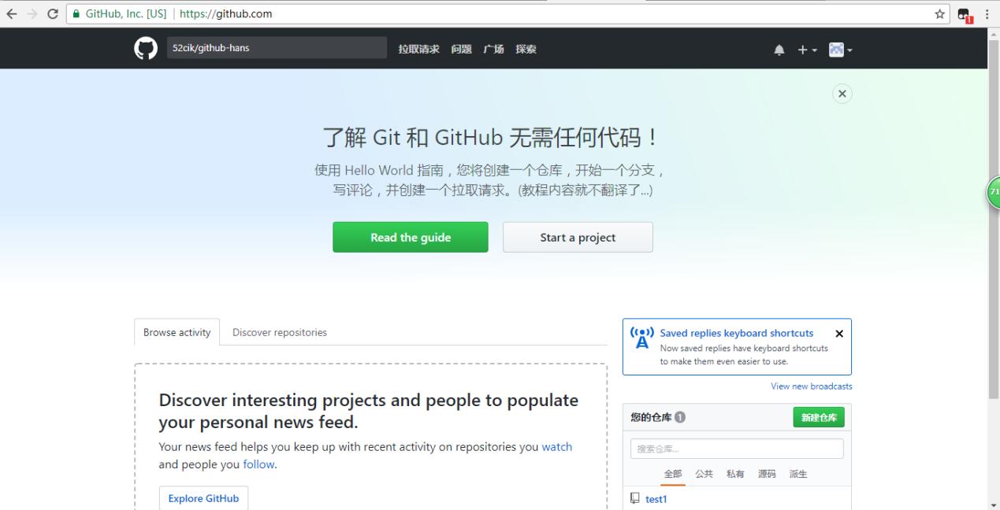 GitHub, Inc. [US] | https://github.com
1
52cik/github-hans
拉取请求 问题 广场 探索
了解 Git 和 GitHub 无需任何代码！
使用 Hello World 指南，您将创建一个仓库，开始一个分支，
写评论，并创建一个拉取请求。(教程内容就不翻译了...)
Read the guide
Start a project
71
Browse activity
Discover repositories
Saved replies keyboard shortcuts
Now saved replies have keyboard shortcuts
to make them even easier to use.
View new broadcasts
Discover interesting projects and people to populate
your personal news feed.
Your news feed helps you keep up with recent activity on repositories you watch
and people you follow.
Explore GitHub
您的仓库 1
新建仓库
搜索仓库...
全部 公共 私有 源码 派生
test1